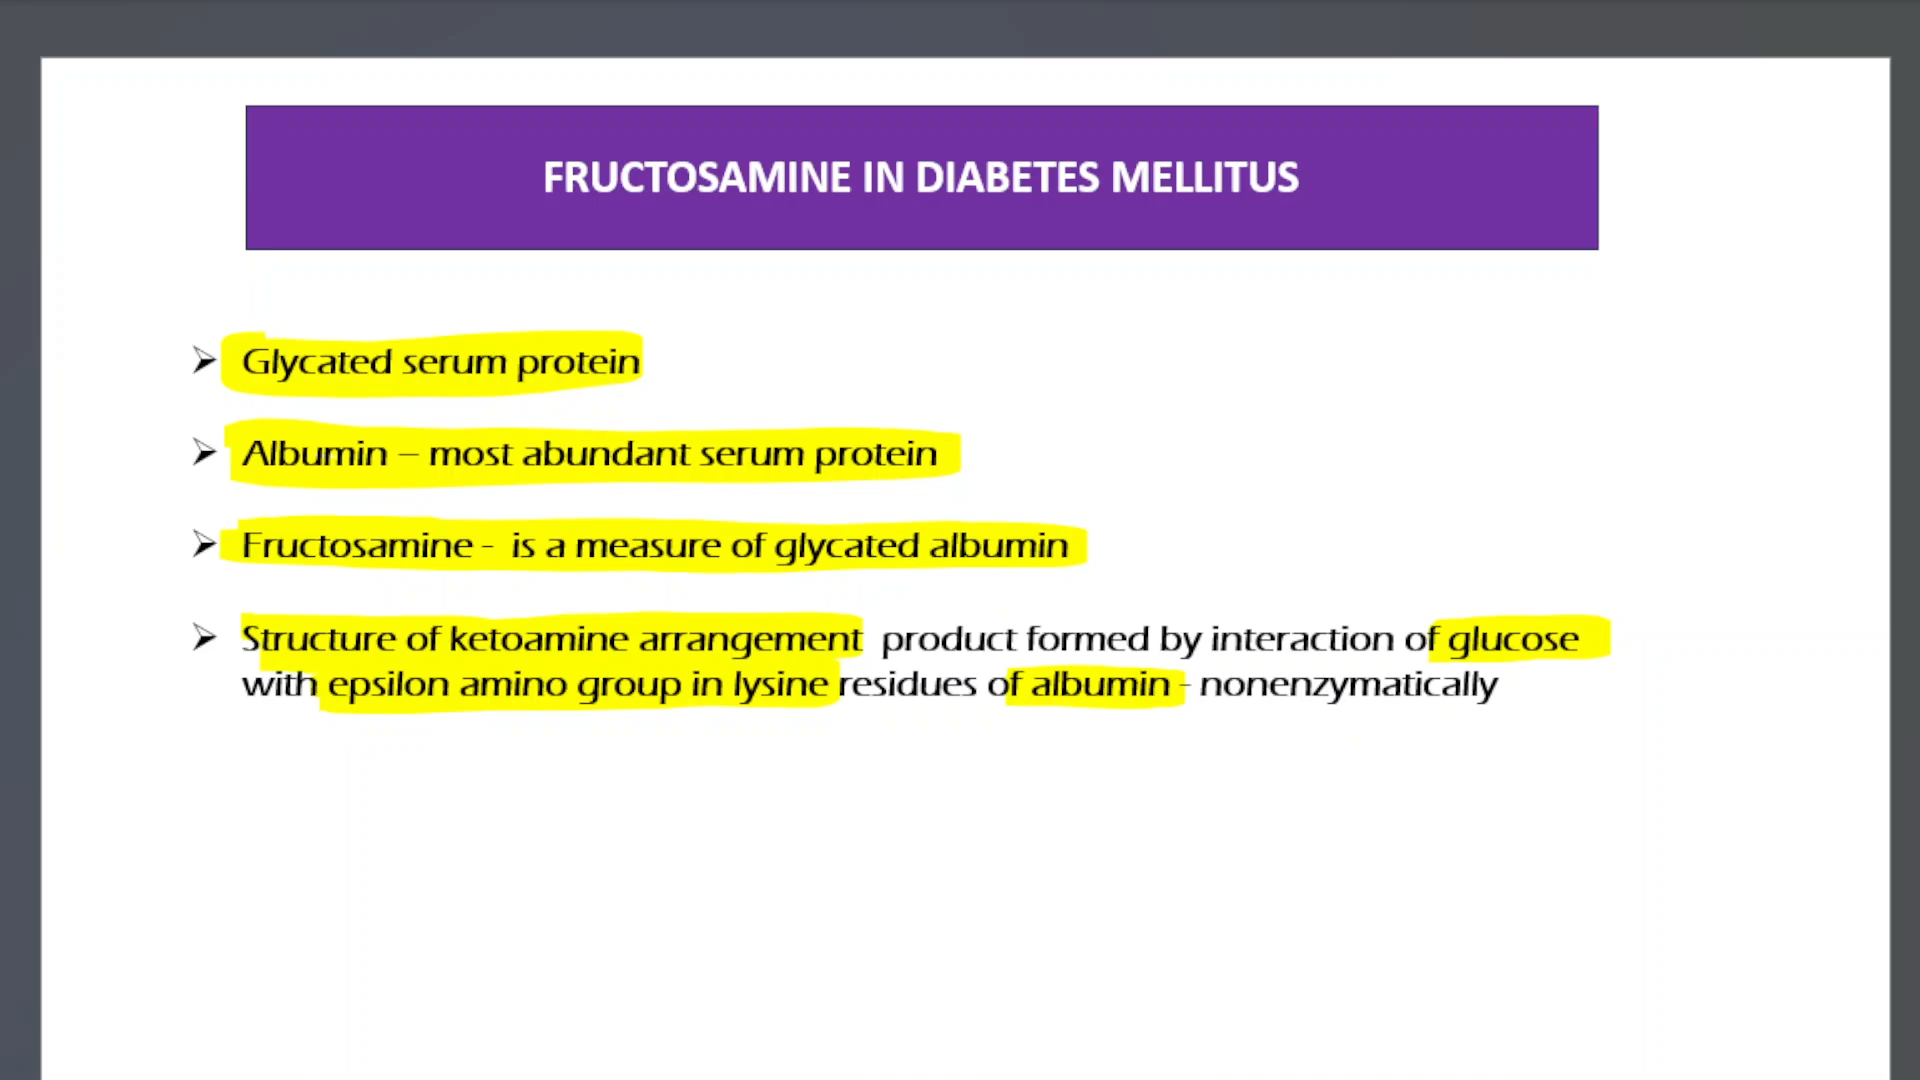 FRUCTOSAMINE IN DIABETES MELLITUS
Glycated serum protein
Albumin – most abundant serum protein
Fructosamine - is a measure of glycated albumin
Structure of ketoamine arrangement product formed by interaction of glucose
with epsilon amino group in lysine residues of albumin - nonenzymatically